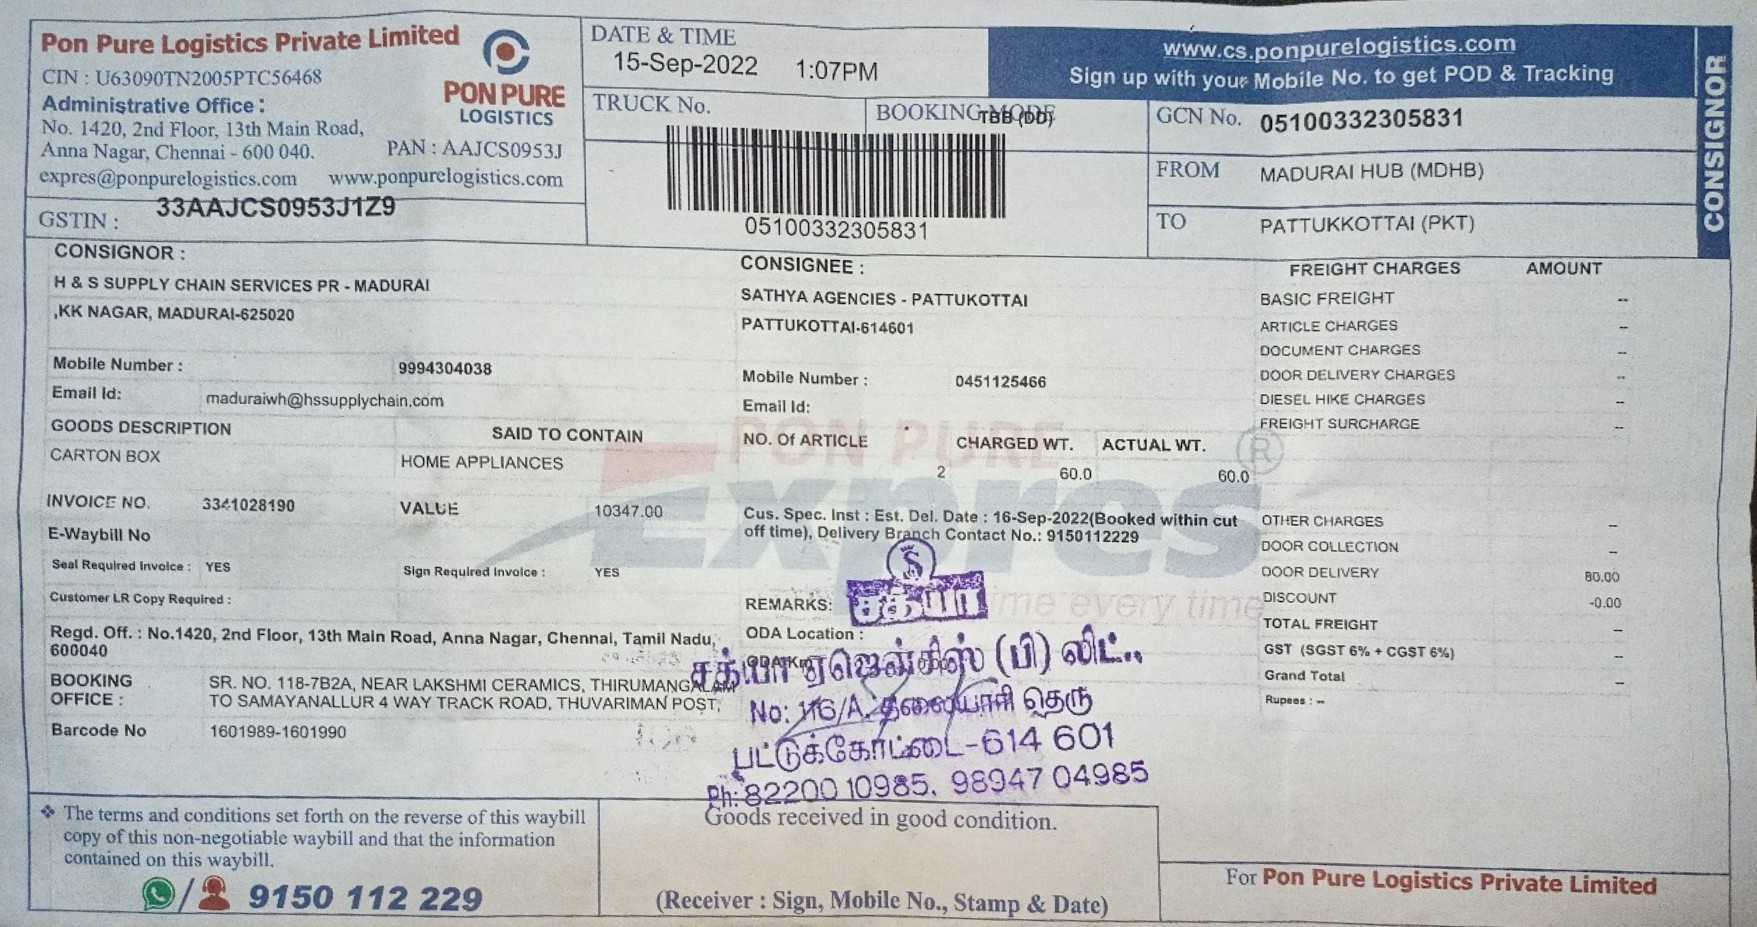 Pon Pure Logistics Private Limited
CIN : U63090TN2005PTC56468
Administrative Office :
No. 1420, 2nd Floor, 13th Main Road,
Anna Nagar, Chennai - 600 040.
PAN : AAJCS0953J
expres@ponpurelogistics.com www.ponpurelogistics.com
GSTIN : 33AAJCS0953J1Z9
PON PURE
LOGISTICS
DATE & TIME
15-Sep-2022 1:07PM
TRUCK No.
BOOKING MODE
TBB (DD)
05100332305831
www.cs.ponpurelogistics.com
Sign up with your Mobile No. to get POD & Tracking
GCN No. 05100332305831
FROM MADURAI HUB (MDHB)
TO PATTUKKOTTAI (PKT)
CONSIGNOR
CONSIGNOR :
H & S SUPPLY CHAIN SERVICES PR - MADURAI
,KK NAGAR, MADURAI-625020
Mobile Number : 9994304038
Email Id: maduraiwh@hssupplychain.com
GOODS DESCRIPTION SAID TO CONTAIN
CARTON BOX HOME APPLIANCES
INVOICE NO. 3341028190 VALUE 10347.00
E-Waybill No
Seal Required Invoice : YES Sign Required Invoice : YES
Customer LR Copy Required :
Regd. Off. : No.1420, 2nd Floor, 13th Main Road, Anna Nagar, Chennai, Tamil Nadu,
600040
BOOKING OFFICE : SR. NO. 118-7B2A, NEAR LAKSHMI CERAMICS, THIRUMANGALAM
TO SAMAYANALLUR 4 WAY TRACK ROAD, THUVARIMAN POST,
Barcode No 1601989-1601990
CONSIGNEE :
SATHYA AGENCIES - PATTUKOTTAI
PATTUKOTTAI-614601
Mobile Number : 0451125466
Email Id:
NO. Of ARTICLE CHARGED WT. ACTUAL WT.
2 60.0 60.0
PON PURE
Expres
®
time every time
Cus. Spec. Inst : Est. Del. Date : 16-Sep-2022(Booked within cut
off time), Delivery Branch Contact No.: 9150112229
REMARKS:
ODA Location :
ODA Km
சத்யா
சத்யா ஏஜென்சிஸ் (பி) லிட்..
No: 116/A, தலையாரி தெரு
பட்டுக்கோட்டை-614 601
Ph: 82200 10985, 98947 04985
FREIGHT CHARGES AMOUNT
BASIC FREIGHT --
ARTICLE CHARGES --
DOCUMENT CHARGES --
DOOR DELIVERY CHARGES --
DIESEL HIKE CHARGES --
FREIGHT SURCHARGE --
OTHER CHARGES --
DOOR COLLECTION --
DOOR DELIVERY 80.00
DISCOUNT -0.00
TOTAL FREIGHT --
GST (SGST 6% + CGST 6%) --
Grand Total --
Rupees : --
❖ The terms and conditions set forth on the reverse of this waybill
copy of this non-negotiable waybill and that the information
contained on this waybill.
/ 9150 112 229
Goods received in good condition.
(Receiver : Sign, Mobile No., Stamp & Date)
For Pon Pure Logistics Private Limited